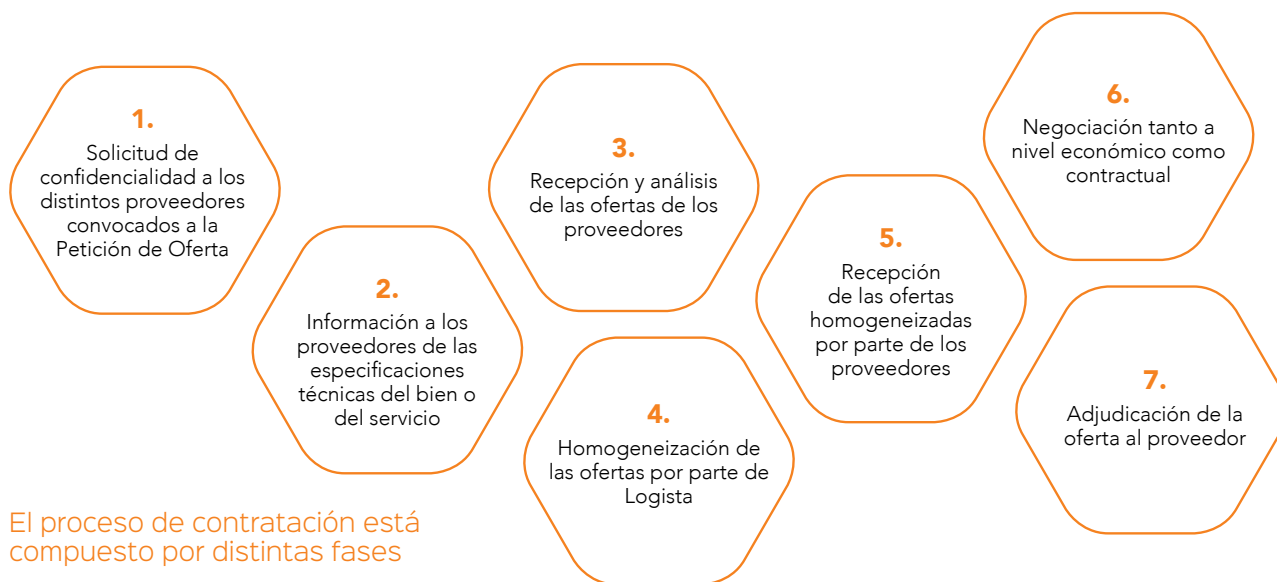 1.
Solicitud de
confidencialidad a los
distintos proveedores
convocados a la
Petición de Oferta
2.
Información a los
proveedores de las
especificaciones
técnicas del bien o
del servicio
3.
Recepción y análisis
de las ofertas de los
proveedores
4.
Homogeneización de
las ofertas por parte de
Logista
5.
Recepción
de las ofertas
homogeneizadas
por parte de los
proveedores
6.
Negociación tanto a
nivel económico como
contractual
7.
Adjudicación de la
oferta al proveedor
El proceso de contratación está
compuesto por distintas fases